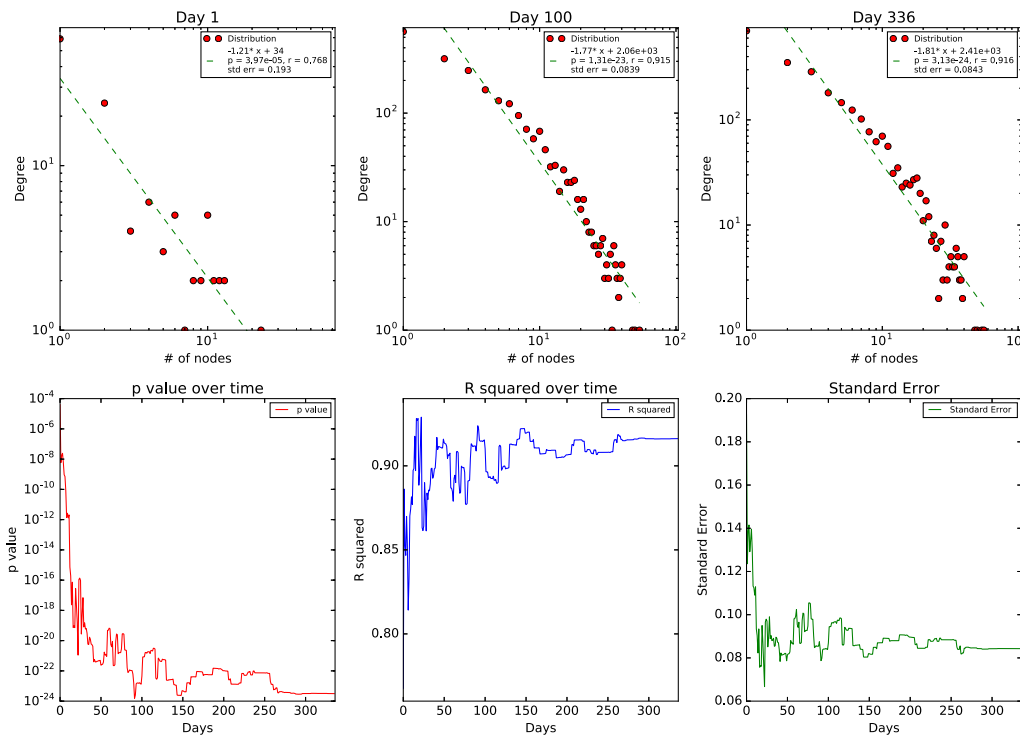 Day 1
Distribution
-1.21* x + 34
p = 3,97e-05, r = 0,768
std err = 0,193
10^1
10^0
Degree
10^0
10^1
# of nodes
Day 100
Distribution
-1.77* x + 2.06e+03
p = 1,31e-23, r = 0,915
std err = 0,0839
10^2
10^1
10^0
Degree
10^0
10^1
10^2
# of nodes
Day 336
Distribution
-1.81* x + 2.41e+03
p = 3,13e-24, r = 0,916
std err = 0,0843
10^2
10^1
10^0
Degree
10^0
10^1
10^2
# of nodes
p value over time
p value
10^-4
10^-6
10^-8
10^-10
10^-12
10^-14
10^-16
10^-18
10^-20
10^-22
10^-24
p value
0 50 100 150 200 250 300
Days
R squared over time
R squared
0.90
0.85
0.80
R squared
0 50 100 150 200 250 300
Days
Standard Error
Standard Error
0.20
0.18
0.16
0.14
0.12
0.10
0.08
0.06
Standard Error
0 50 100 150 200 250 300
Days